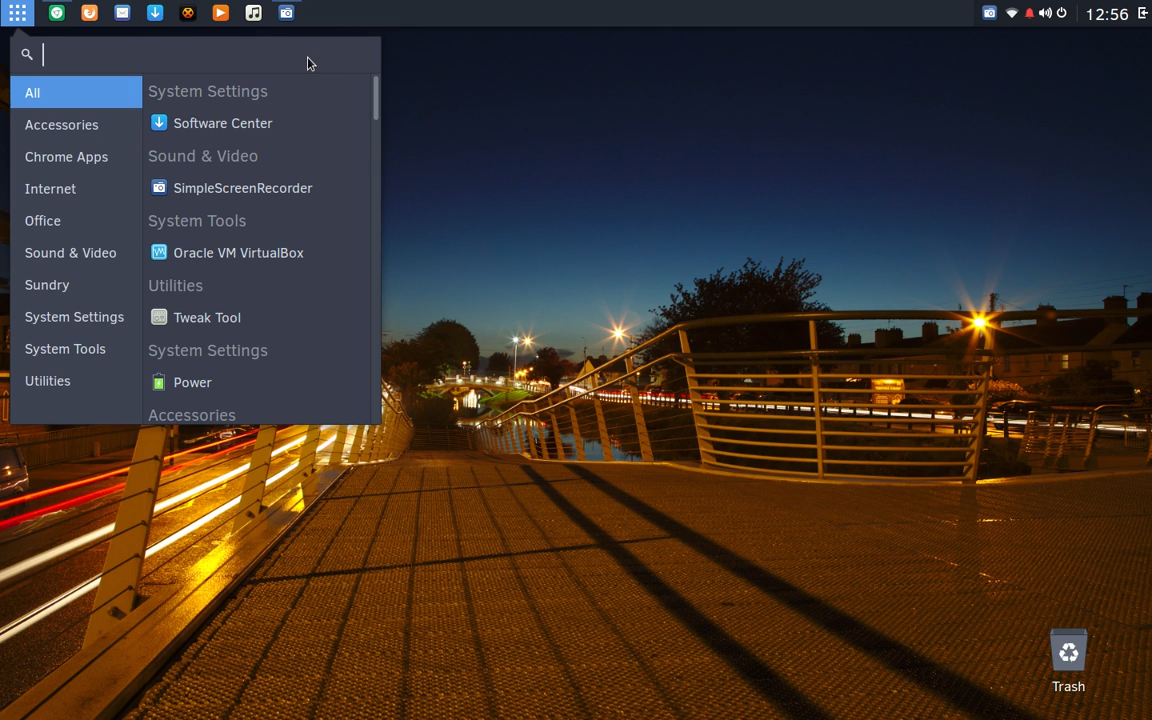 12:56
All
Accessories
Chrome Apps
Internet
Office
Sound & Video
Sundry
System Settings
System Tools
Utilities
System Settings
Software Center
Sound & Video
SimpleScreenRecorder
System Tools
Oracle VM VirtualBox
Utilities
Tweak Tool
System Settings
Power
Accessories
Trash